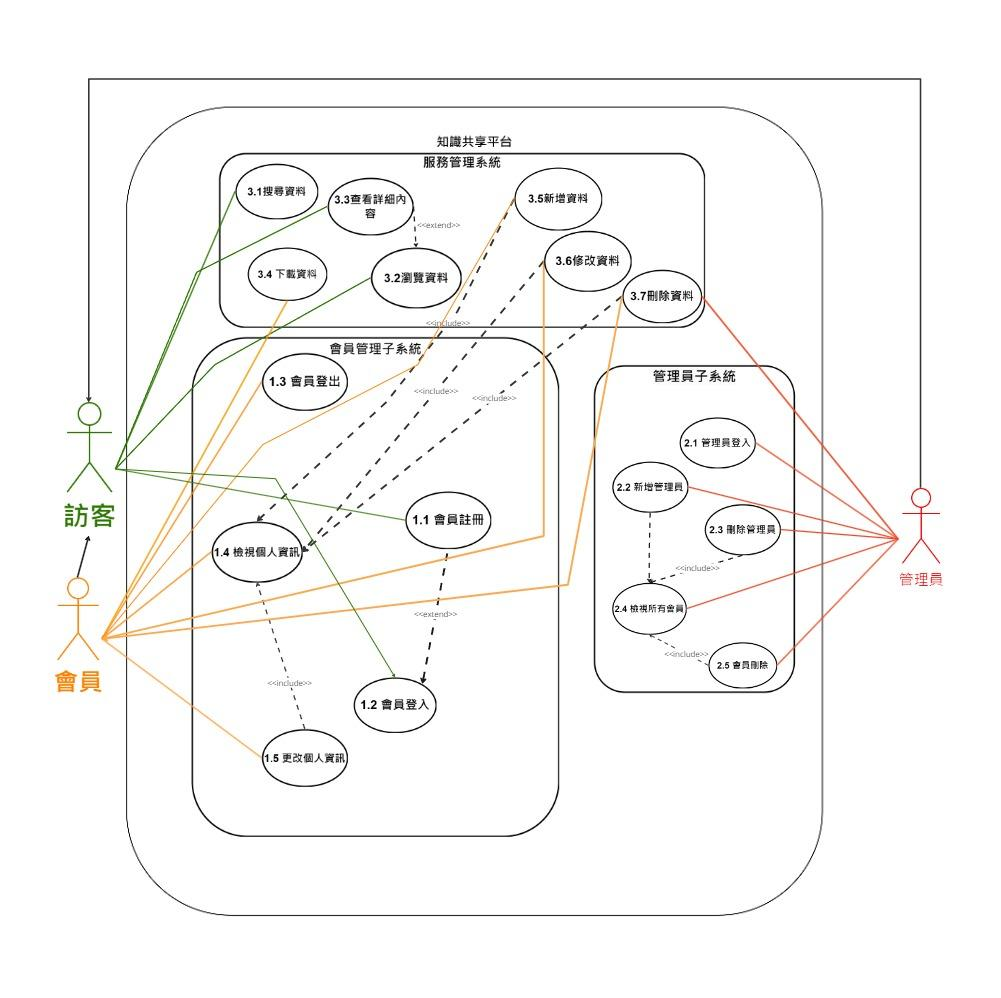 知識共享平台
服務管理系統
3.1搜尋資料
3.3查看詳細內
容
3.5新增資料
<<extend>>
3.4 下載資料
3.2瀏覽資料
3.6修改資料
3.7刪除資料
<<include>>
會員管理子系統
1.3 會員登出
<<include>>
<<include>>
管理員子系統
2.1 管理員登入
2.2 新增管理員
2.3 刪除管理員
<<include>>
2.4 檢視所有會員
<<include>>
2.5 會員刪除
1.1 會員註冊
1.4 檢視個人資訊
<<extend>>
<<include>>
1.2 會員登入
1.5 更改個人資訊
訪客
會員
管理員